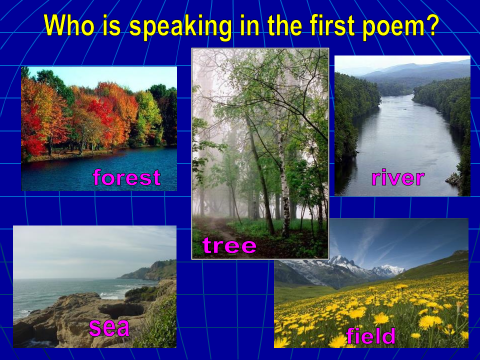 Who is speaking in the first poem?
forest
tree
river
sea
field